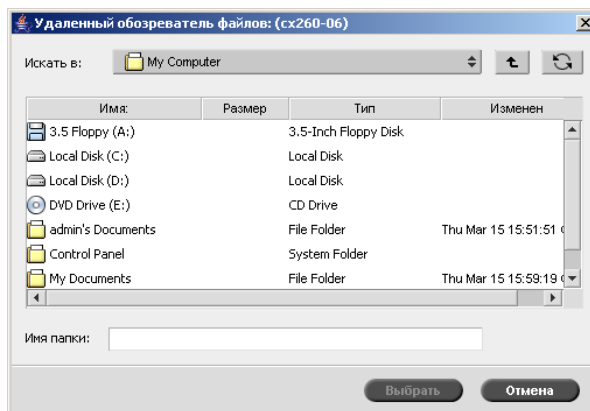 Удаленный обозреватель файлов: (cx260-06)
Искать в: My Computer
Имя: Размер Тип Изменен
3.5 Floppy (A:) 3.5-Inch Floppy Disk
Local Disk (C:) Local Disk
Local Disk (D:) Local Disk
DVD Drive (E:) CD Drive
admin's Documents File Folder Thu Mar 15 15:51:51
Control Panel System Folder
My Documents File Folder Thu Mar 15 15:59:19
Имя папки:
Выбрать Отмена